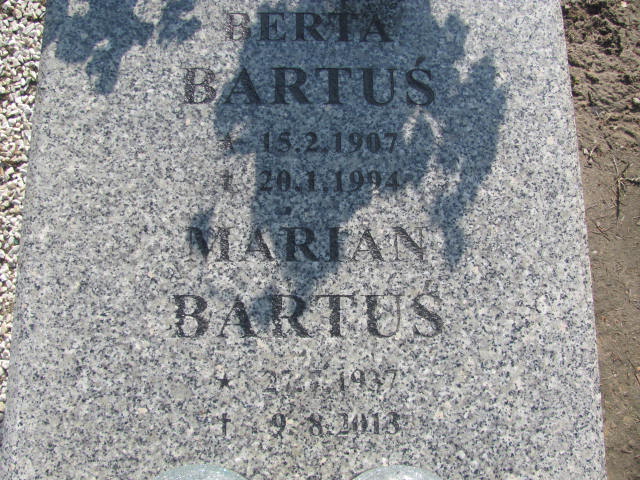 BERTA
BARTUŚ
★ 15.2.1907
† 20.1.1994
MARIAN
BARTUŚ
★ 27.7.1937
† 9.8.2013